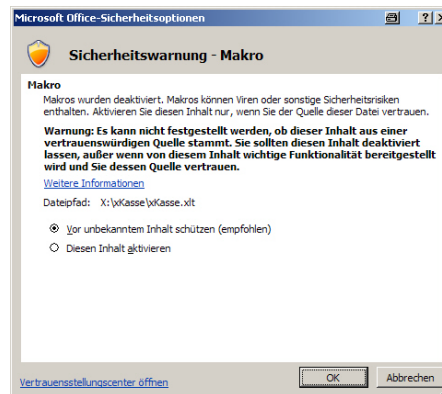 Microsoft Office-Sicherheitsoptionen
Sicherheitswarnung - Makro
Makro
Makros wurden deaktiviert. Makros können Viren oder sonstige Sicherheitsrisiken
enthalten. Aktivieren Sie diesen Inhalt nur, wenn Sie der Quelle dieser Datei vertrauen.
Warnung: Es kann nicht festgestellt werden, ob dieser Inhalt aus einer
vertrauenswürdigen Quelle stammt. Sie sollten diesen Inhalt deaktiviert
lassen, außer wenn von diesem Inhalt wichtige Funktionalität bereitgestellt
wird und Sie dessen Quelle vertrauen.
Weitere Informationen
Dateipfad: X:\xKasse\xKasse.xlt
Vor unbekanntem Inhalt schützen (empfohlen)
Diesen Inhalt aktivieren
Vertrauensstellungscenter öffnen
OK
Abbrechen